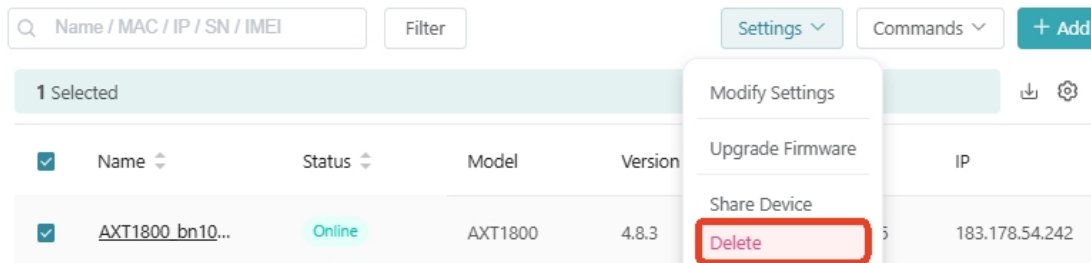 Name / MAC / IP / SN / IMEI Filter Settings Commands + Add
1 Selected
Modify Settings
Name Status Model Version IP
Upgrade Firmware
Share Device
AXT1800_bn10... Online AXT1800 4.8.3 183.178.54.242
Delete